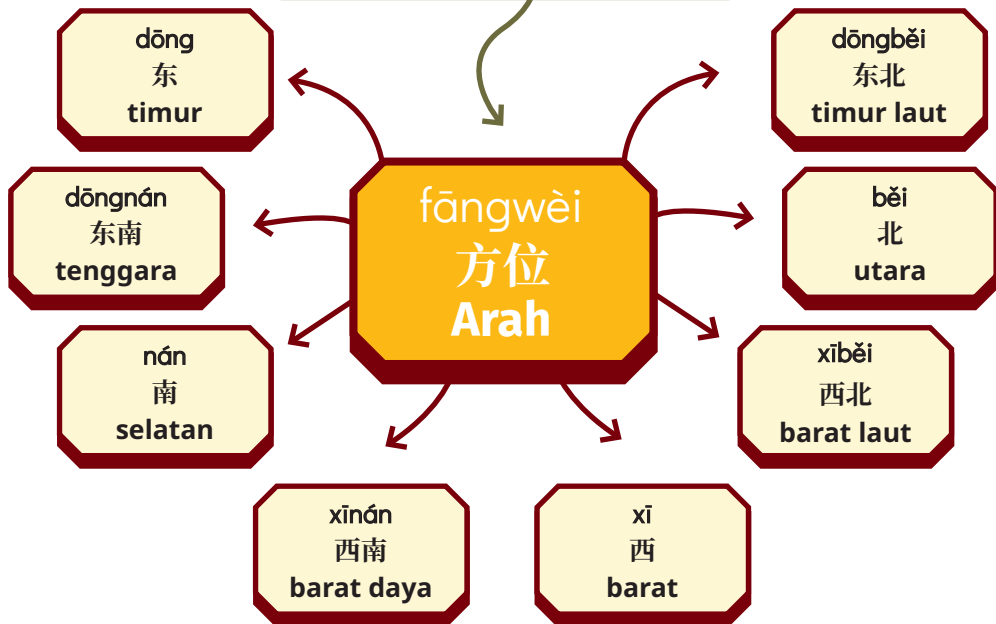 dōng
东
timur
dōngběi
东北
timur laut
dōngnán
东南
tenggara
fāngwèi
方位
Arah
běi
北
utara
nán
南
selatan
xīběi
西北
barat laut
xīnán
西南
barat daya
xī
西
barat